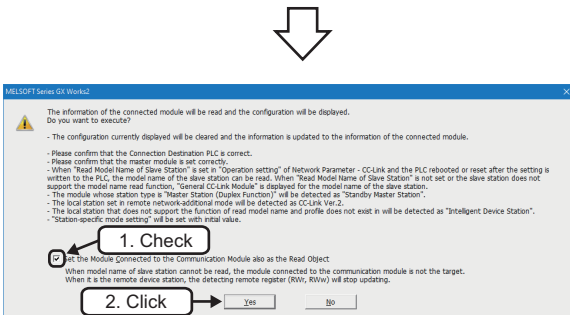 MELSOFT Series GX Works2
The information of the connected module will be read and the configuration will be displayed.
Do you want to execute?
- The configuration currently displayed will be cleared and the information is updated to the information of the connected module.
- Please confirm that the Connection Destination PLC is correct.
- Please confirm that the master module is set correctly.
- When "Read Model Name of Slave Station" is set in "Operation setting" of Network Parameter - CC-Link and the PLC rebooted or reset after the setting is
written to the PLC, the model name of the slave station can be read. When "Read Model Name of Slave Station" is not set or the slave station does not
support the model name read function, "General CC-Link Module" is displayed for the model name of the slave station.
- The module whose station type is "Master Station (Duplex Function)" will be detected as "Standby Master Station".
- The local station set in remote network-additional mode will be detected as CC-Link Ver.2.
- The local station that does not support the function of read model name and profile does not exist in will be detected as "Intelligent Device Station".
- "Station-specific mode setting" will be set with initial value.
1. Check
Set the Module Connected to the Communication Module also as the Read Object
When model name of slave station cannot be read, the module connected to the communication module is not the target.
When it is the remote device station, the detecting remote register (RWr, RWw) will stop updating.
2. Click
Yes
No